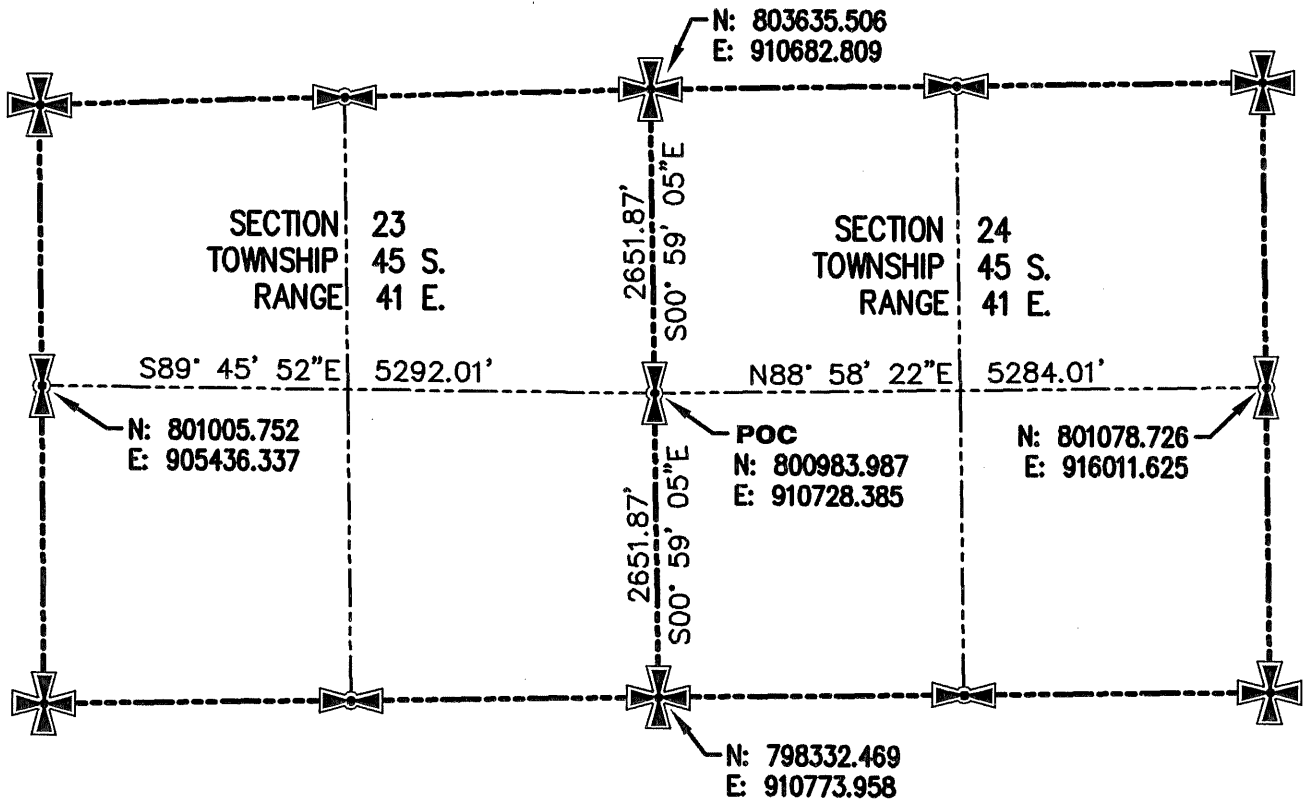 N: 803635.506
E: 910682.809
SECTION 23
TOWNSHIP 45 S.
RANGE 41 E.
2651.87'
S00° 59' 05"E
SECTION 24
TOWNSHIP 45 S.
RANGE 41 E.
S89° 45' 52"E 5292.01'
N88° 58' 22"E 5284.01'
N: 801005.752
E: 905436.337
POC
N: 800983.987
E: 910728.385
N: 801078.726
E: 916011.625
2651.87'
S00° 59' 05"E
N: 798332.469
E: 910773.958